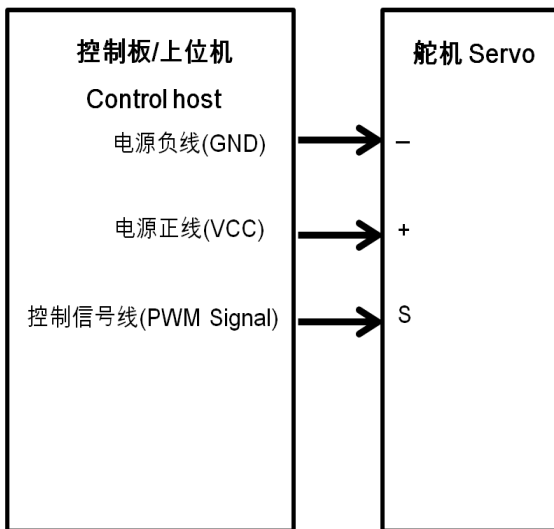 控制板/上位机
Control host
舵机 Servo
电源负线(GND)
–
电源正线(VCC)
+
控制信号线(PWM Signal)
S